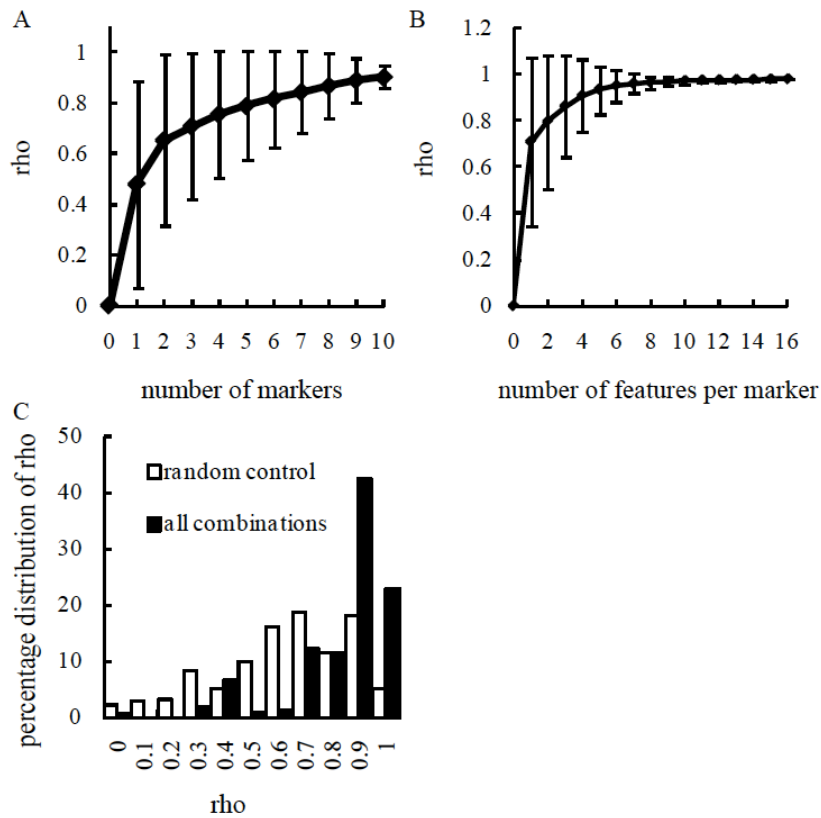 A
1
0.8
0.6
0.4
0.2
0
rho
0 1 2 3 4 5 6 7 8 9 10
number of markers
B
1.2
1
0.8
0.6
0.4
0.2
0
rho
0 2 4 6 8 10 12 14 16
number of features per marker
C
50
40
30
20
10
0
percentage distribution of rho
random control
all combinations
0 0.1 0.2 0.3 0.4 0.5 0.6 0.7 0.8 0.9 1
rho